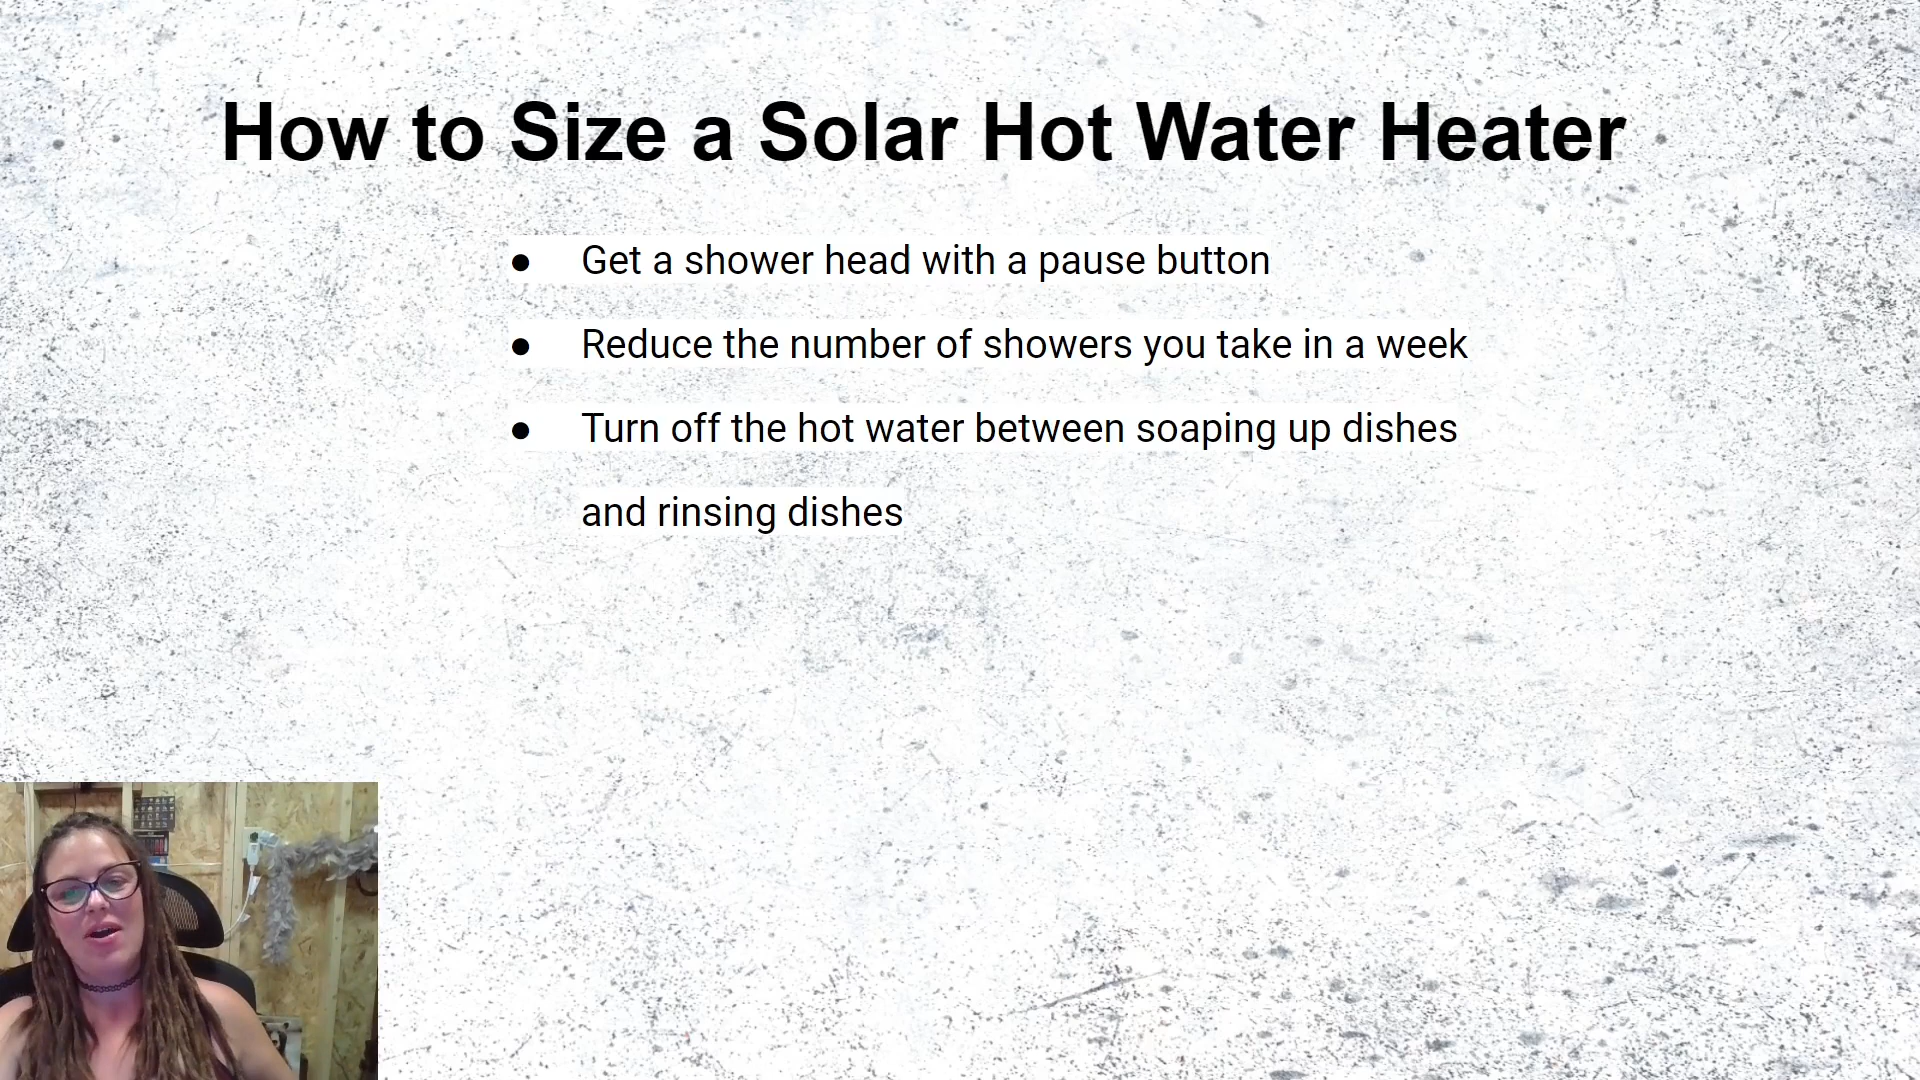 How to Size a Solar Hot Water Heater
● Get a shower head with a pause button
● Reduce the number of showers you take in a week
● Turn off the hot water between soaping up dishes
and rinsing dishes